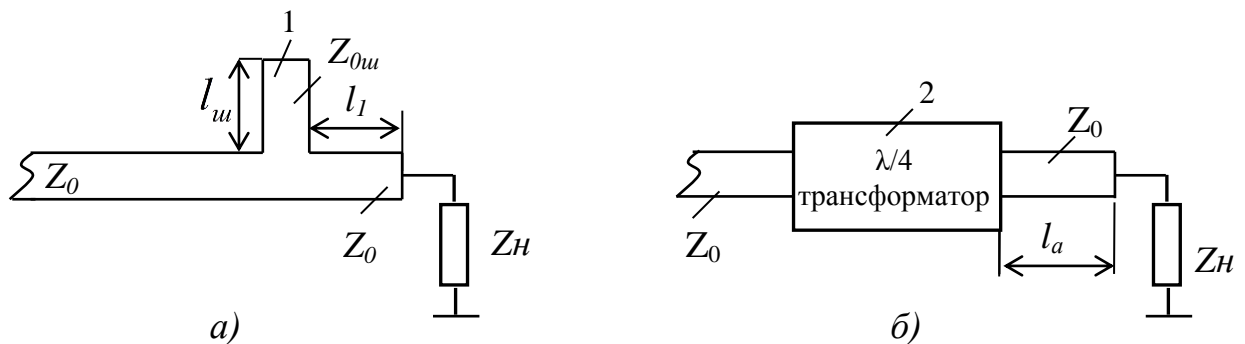 1
Z0ш
lш
l1
Z0
Z0
Zн
а)
2
Z0
λ/4
трансформатор
Z0
la
Zн
б)